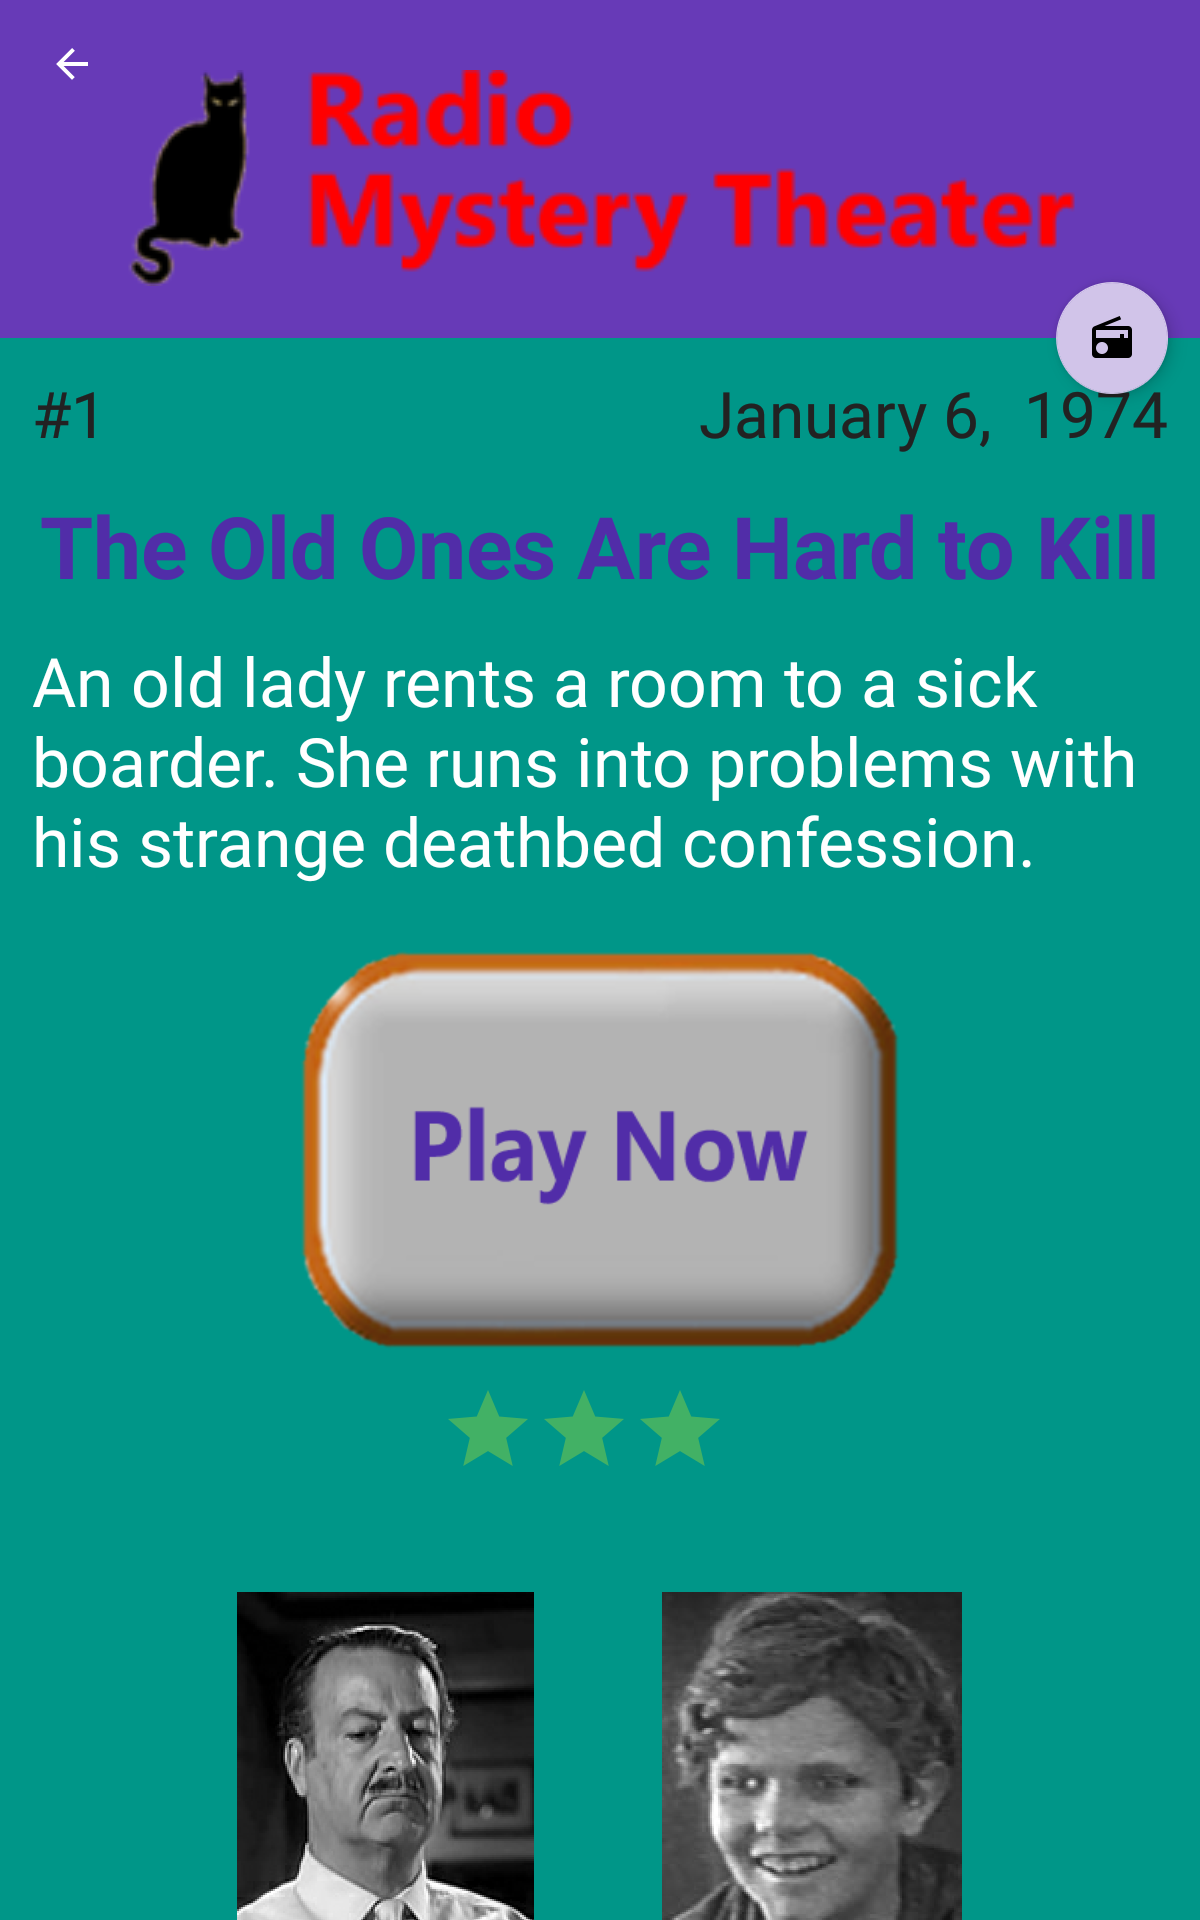 Radio
Mystery Theater
#1
January 6,  1974
The Old Ones Are Hard to Kill
An old lady rents a room to a sick
boarder. She runs into problems with
his strange deathbed confession.
Play Now